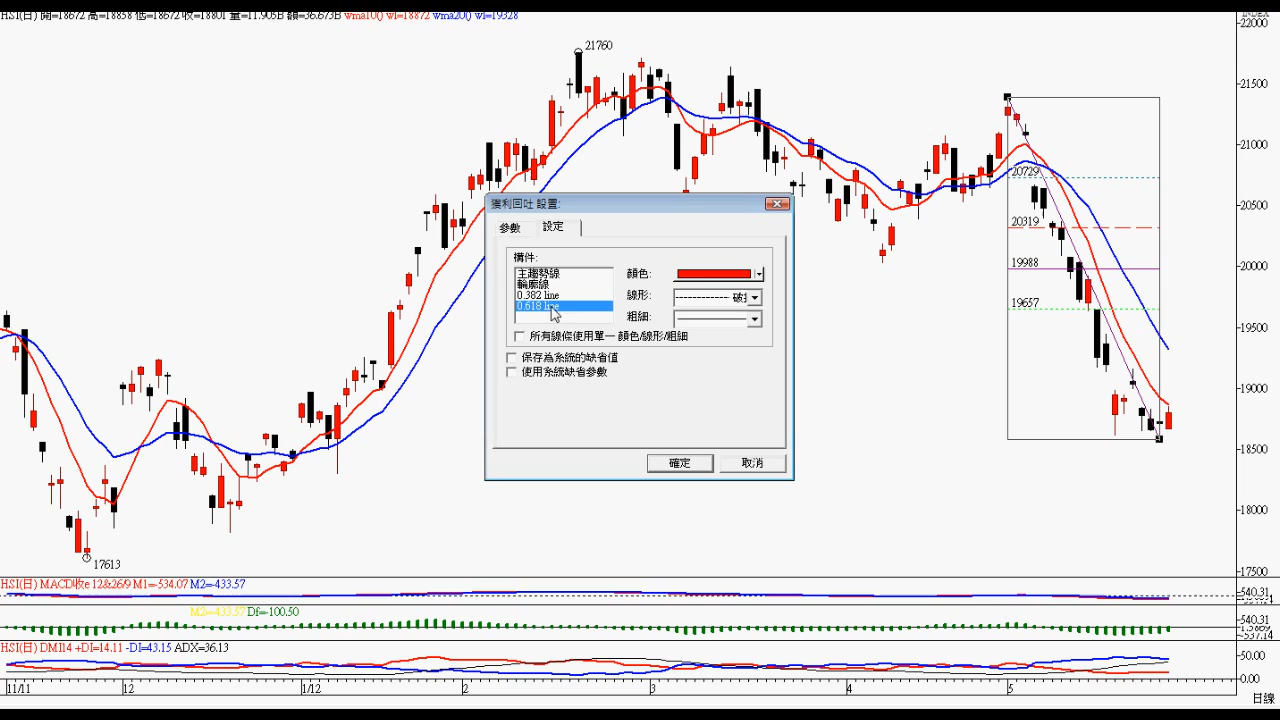 HSI(日) 開=18672 高=18858 低=18672 收=18801 量=11.905B 額=36.673B wma10() w1=18872 wma20() w1=19328
22000
21760
21500
21000
20729
20500
獲利回吐 設置:
參數 設定
20319
構件:
20000
19988
主趨勢線 顏色:
輪廓線
0.382 line 線形:
0.618 line
19657
粗細:
19500
所有線條使用單一 顏色/線形/粗細
保存為系統的缺省值
使用系統缺省參數
19000
18500
確定 取消
18000
17613
17500
HSI(日) MACD收e 12&26/9 M1=-534.07 M2=-433.57
540.31
M2=-433.57 Df=-100.50
540.31
-537.14
HSI(日) DMI14 +DI=14.11 -DI=43.15 ADX=36.13
50.00
0.00
11/11 12 1/12 2 3 4 5
日線